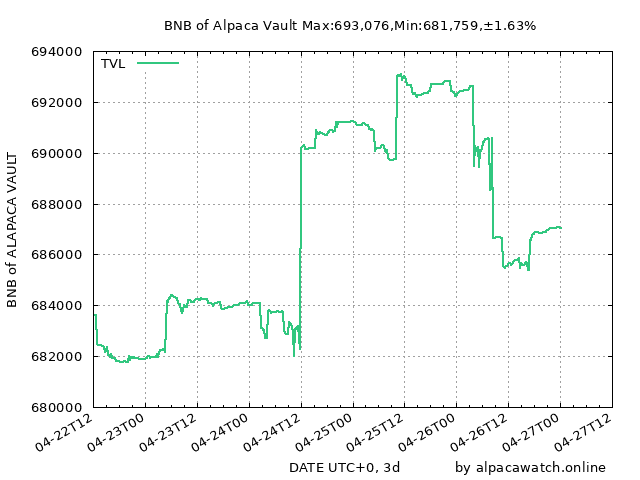 BNB of Alpaca Vault Max:693,076,Min:681,759,±1.63%
694000
TVL
692000
690000
688000
686000
684000
682000
680000
BNB of ALAPACA VAULT
04-22T12
04-23T00
04-23T12
04-24T00
04-24T12
04-25T00
04-25T12
04-26T00
04-26T12
04-27T00
04-27T12
DATE UTC+0, 3d
by alpacawatch.online